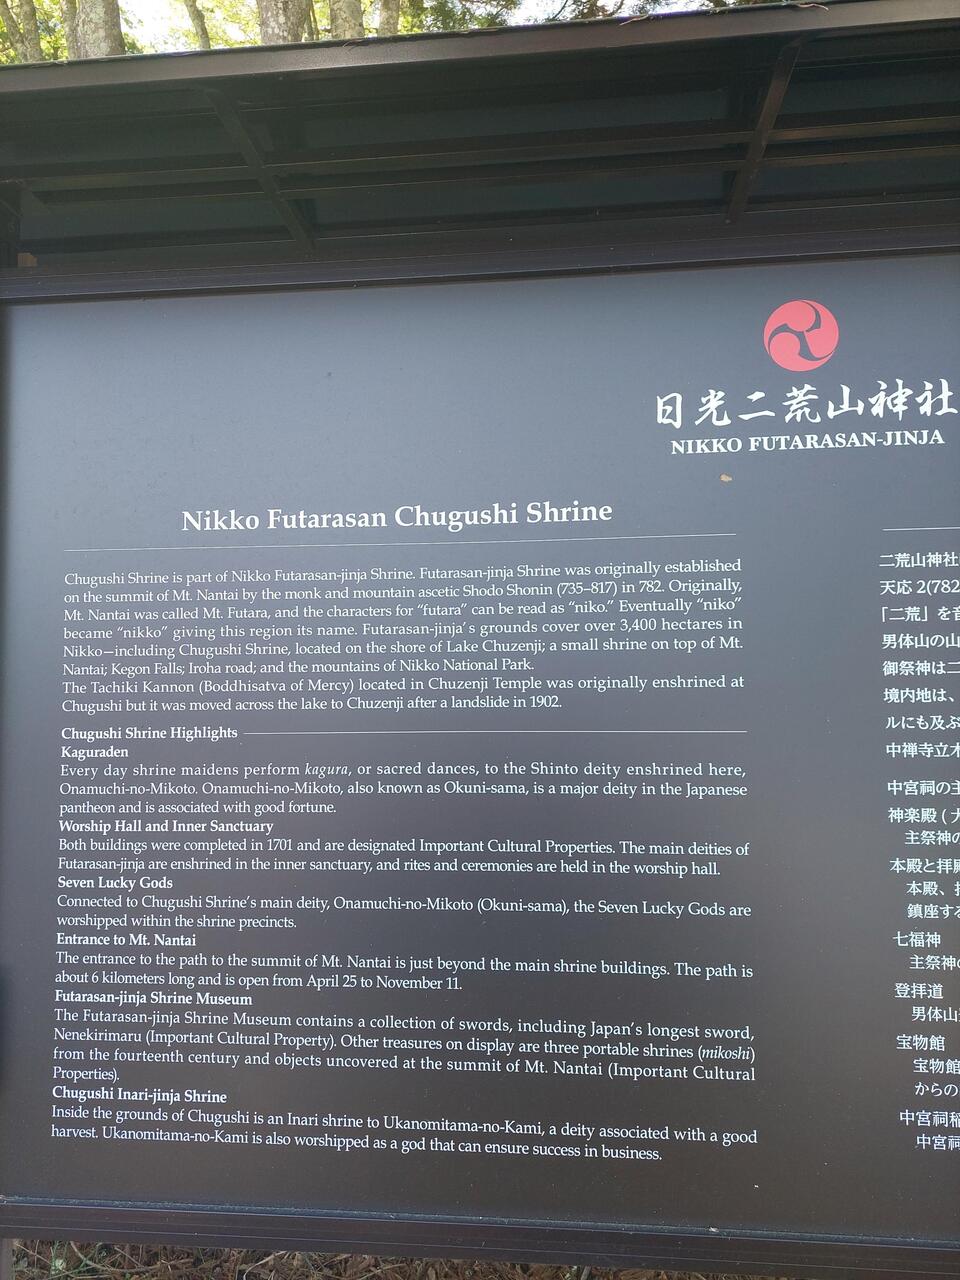 日光二荒山神社
NIKKO FUTARASAN-JINJA
Nikko Futarasan Chugushi Shrine
Chugushi Shrine is part of Nikko Futarasan-jinja Shrine. Futarasan-jinja Shrine was originally established
on the summit of Mt. Nantai by the monk and mountain ascetic Shodo Shonin (735–817) in 782. Originally,
Mt. Nantai was called Mt. Futara, and the characters for “futara” can be read as “niko.” Eventually “niko”
became “nikko” giving this region its name. Futarasan-jinja’s grounds cover over 3,400 hectares in
Nikko—including Chugushi Shrine, located on the shore of Lake Chuzenji; a small shrine on top of Mt.
Nantai; Kegon Falls; Iroha road; and the mountains of Nikko National Park.
The Tachiki Kannon (Boddhisatva of Mercy) located in Chuzenji Temple was originally enshrined at
Chugushi but it was moved across the lake to Chuzenji after a landslide in 1902.
Chugushi Shrine Highlights
Kaguraden
Every day shrine maidens perform kagura, or sacred dances, to the Shinto deity enshrined here,
Onamuchi-no-Mikoto. Onamuchi-no-Mikoto, also known as Okuni-sama, is a major deity in the Japanese
pantheon and is associated with good fortune.
Worship Hall and Inner Sanctuary
Both buildings were completed in 1701 and are designated Important Cultural Properties. The main deities of
Futarasan-jinja are enshrined in the inner sanctuary, and rites and ceremonies are held in the worship hall.
Seven Lucky Gods
Connected to Chugushi Shrine’s main deity, Onamuchi-no-Mikoto (Okuni-sama), the Seven Lucky Gods are
worshipped within the shrine precincts.
Entrance to Mt. Nantai
The entrance to the path to the summit of Mt. Nantai is just beyond the main shrine buildings. The path is
about 6 kilometers long and is open from April 25 to November 11.
Futarasan-jinja Shrine Museum
The Futarasan-jinja Shrine Museum contains a collection of swords, including Japan’s longest sword,
Nenekirimaru (Important Cultural Property). Other treasures on display are three portable shrines (mikoshi)
from the fourteenth century and objects uncovered at the summit of Mt. Nantai (Important Cultural
Properties).
Chugushi Inari-jinja Shrine
Inside the grounds of Chugushi is an Inari shrine to Ukanomitama-no-Kami, a deity associated with a good
harvest. Ukanomitama-no-Kami is also worshipped as a god that can ensure success in business.
二荒山神社
天応 2(782
「二荒」を音
男体山の山
御祭神は二
境内地は、
ルにも及ぶ
中禅寺立木
中宮祠の主
神楽殿 ( 大
主祭神の
本殿と拝殿
本殿、拝
鎮座する
七福神
主祭神の
登拝道
男体山
宝物館
宝物館
からの
中宮祠稲
中宮祠